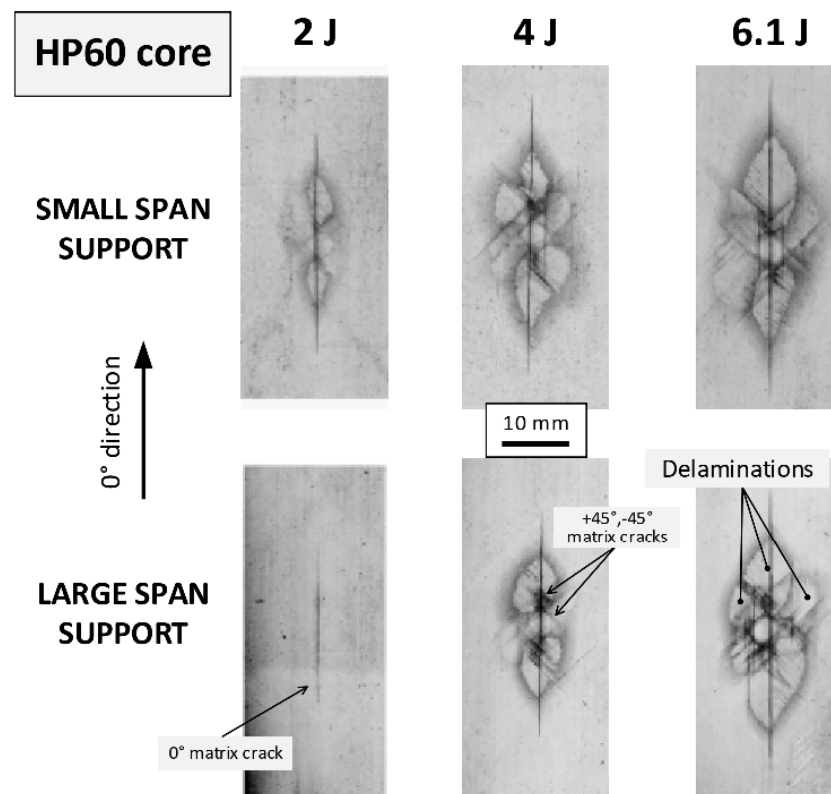 HP60 core
2 J
4 J
6.1 J
SMALL SPAN
SUPPORT
0° direction
10 mm
Delaminations
+45°,-45°
matrix cracks
LARGE SPAN
SUPPORT
0° matrix crack